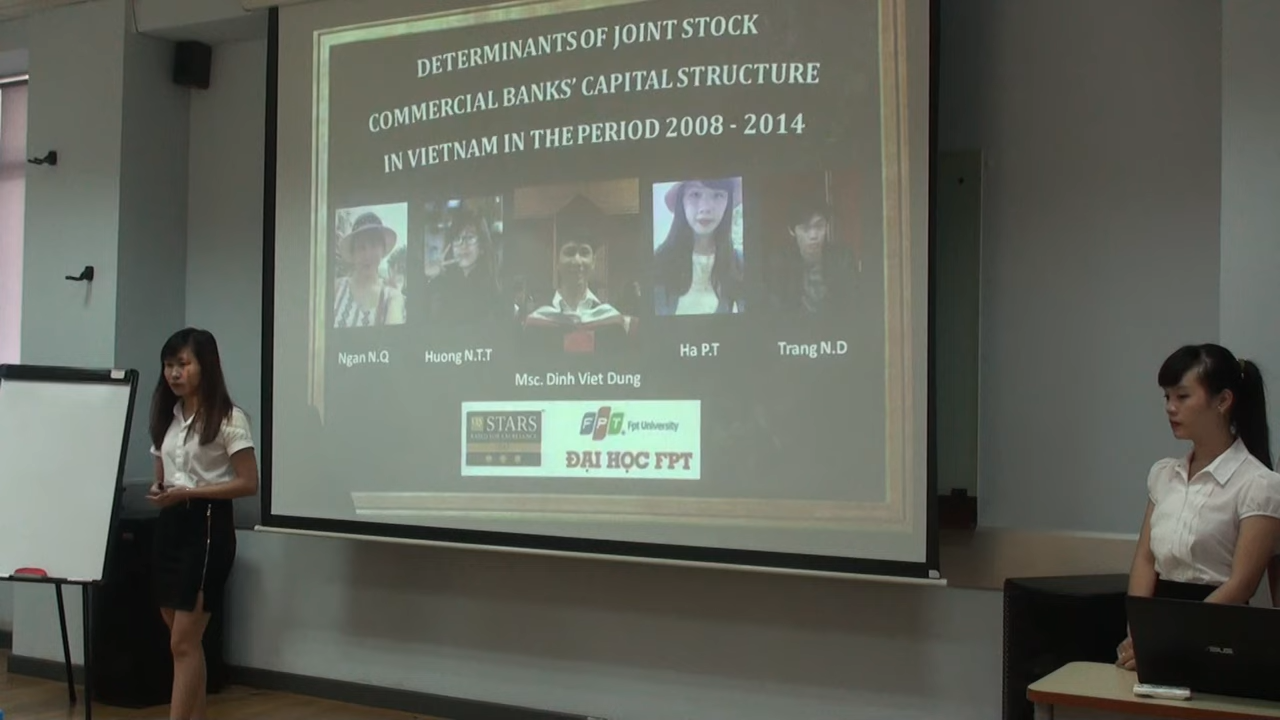 DETERMINANTS OF JOINT STOCK
COMMERCIAL BANKS' CAPITAL STRUCTURE
IN VIETNAM IN THE PERIOD 2008 - 2014
Ngan N.Q
Huong N.T.T
Ha P.T
Trang N.D
Msc. Dinh Viet Dung
STARS
FPT Fpt University
ĐẠI HỌC FPT
ASUS